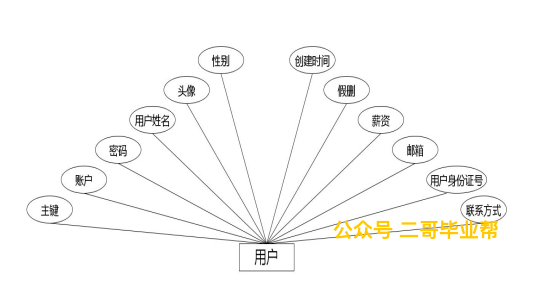 性别
创建时间
头像
假删
用户姓名
薪资
密码
邮箱
账户
用户身份证号
主键
联系方式
公众号 二哥毕业帮
用户